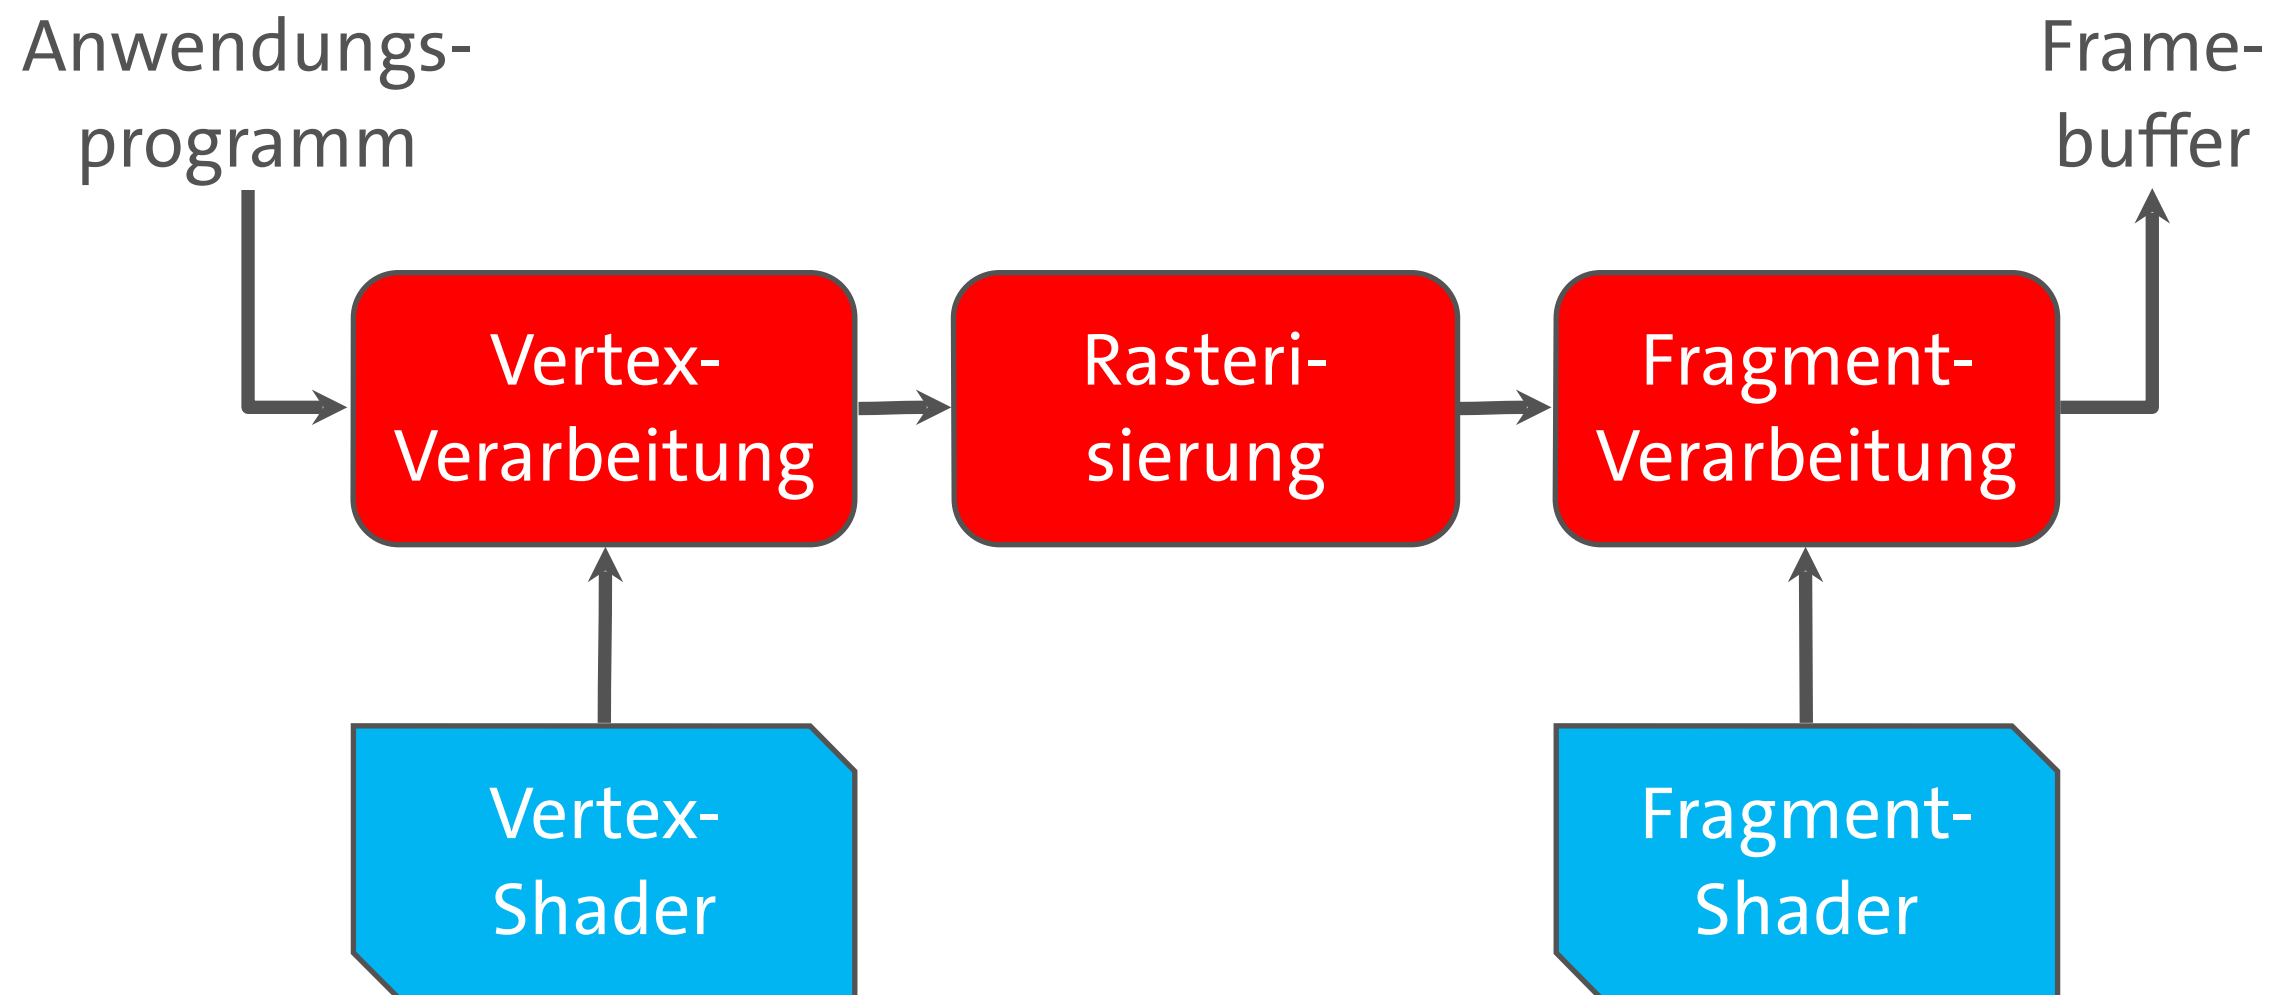 Anwendungs-
programm
Frame-
buffer
Vertex-
Verarbeitung
Rasteri-
sierung
Fragment-
Verarbeitung
Vertex-
Shader
Fragment-
Shader